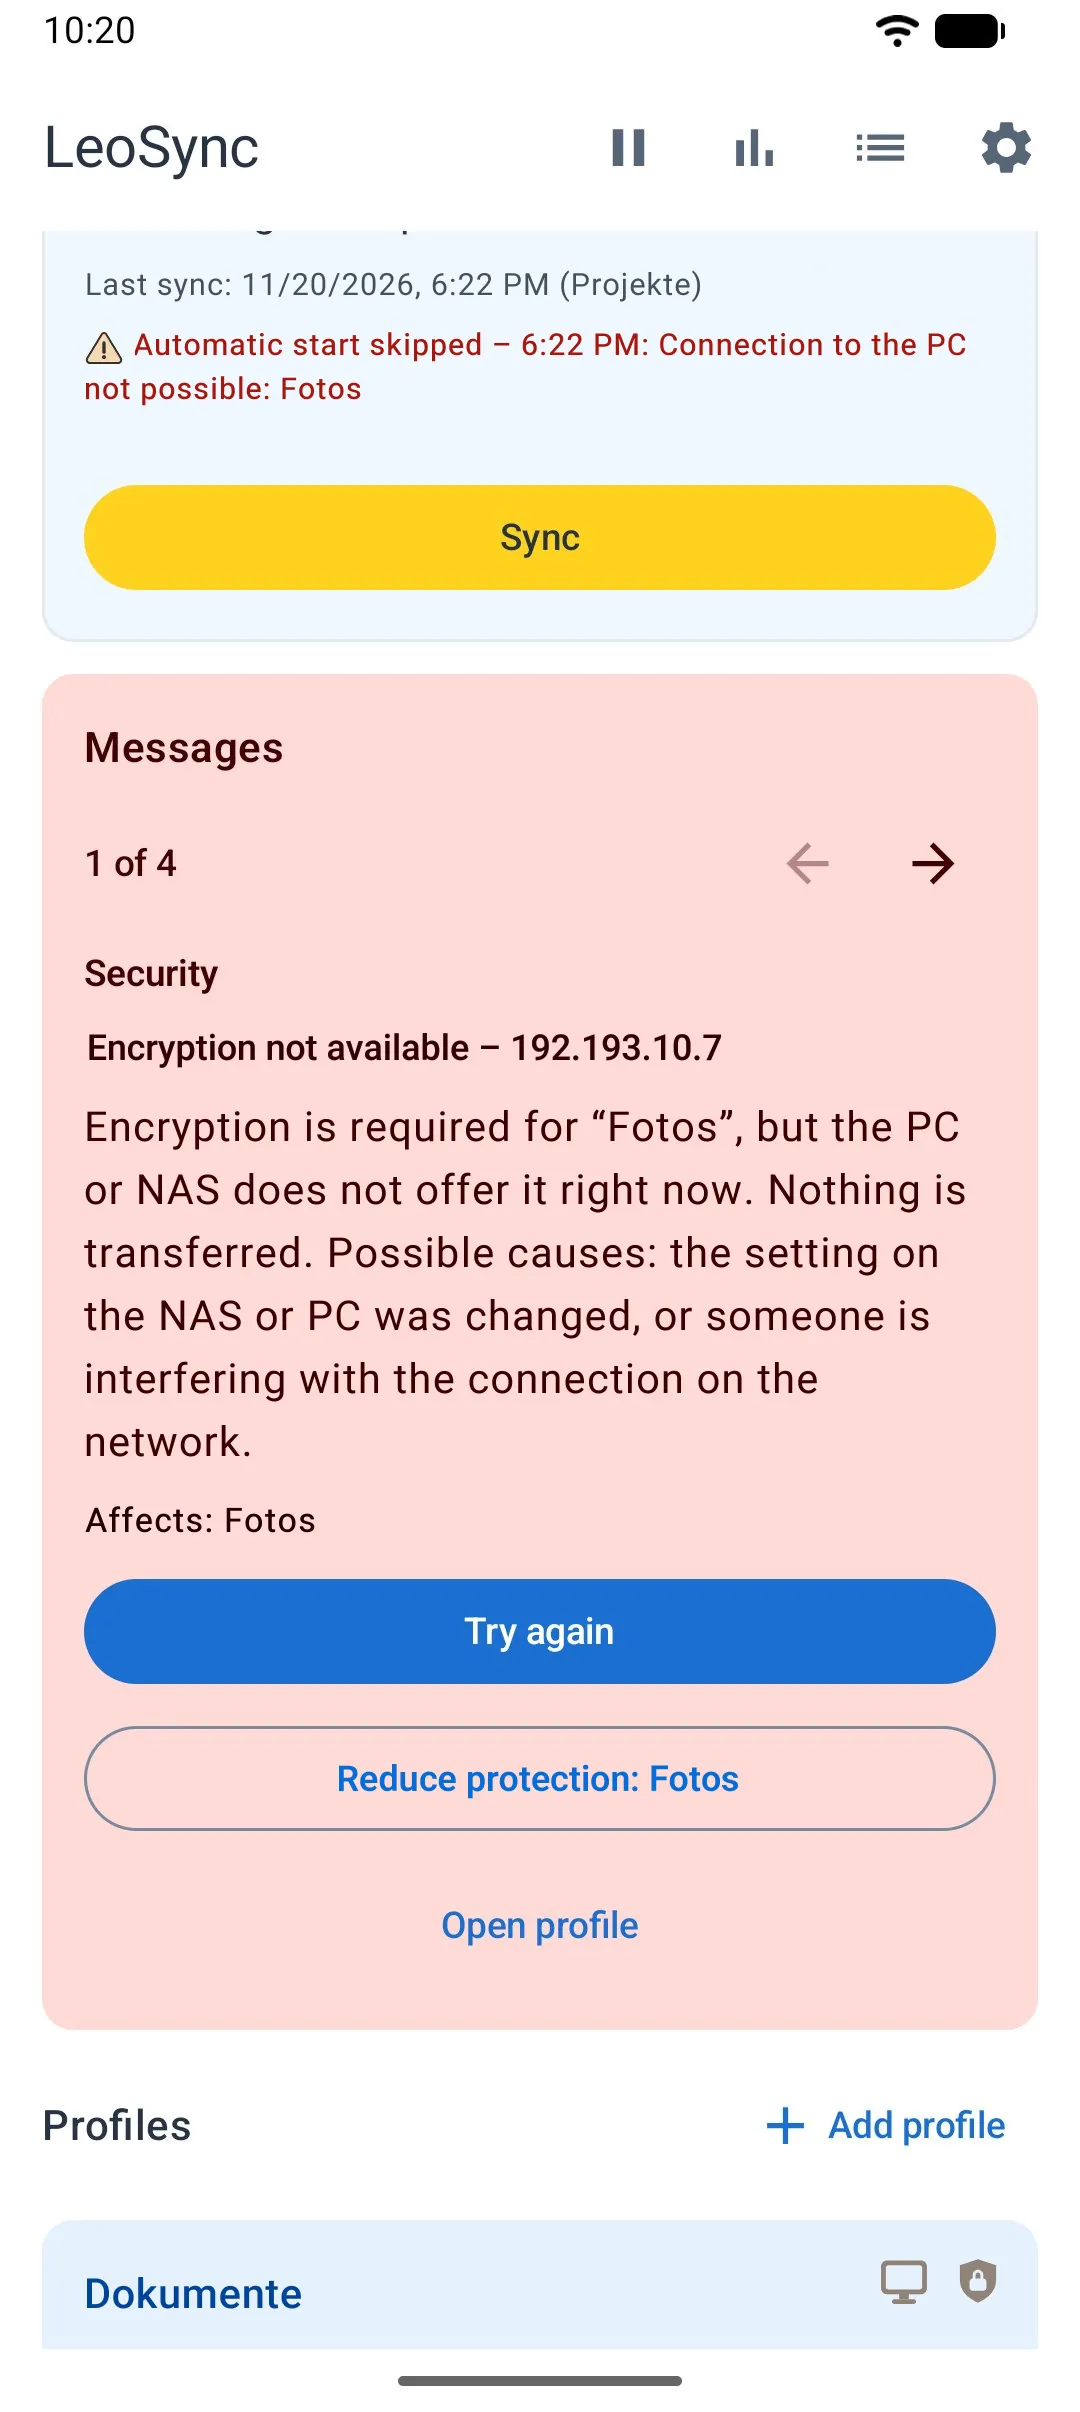 10:20
LeoSync
Last sync: 11/20/2026, 6:22 PM (Projekte)
Automatic start skipped – 6:22 PM: Connection to the PC
not possible: Fotos
Sync
Messages
1 of 4
Security
Encryption not available – 192.193.10.7
Encryption is required for “Fotos”, but the PC
or NAS does not offer it right now. Nothing is
transferred. Possible causes: the setting on
the NAS or PC was changed, or someone is
interfering with the connection on the
network.
Affects: Fotos
Try again
Reduce protection: Fotos
Open profile
Profiles
Add profile
Dokumente